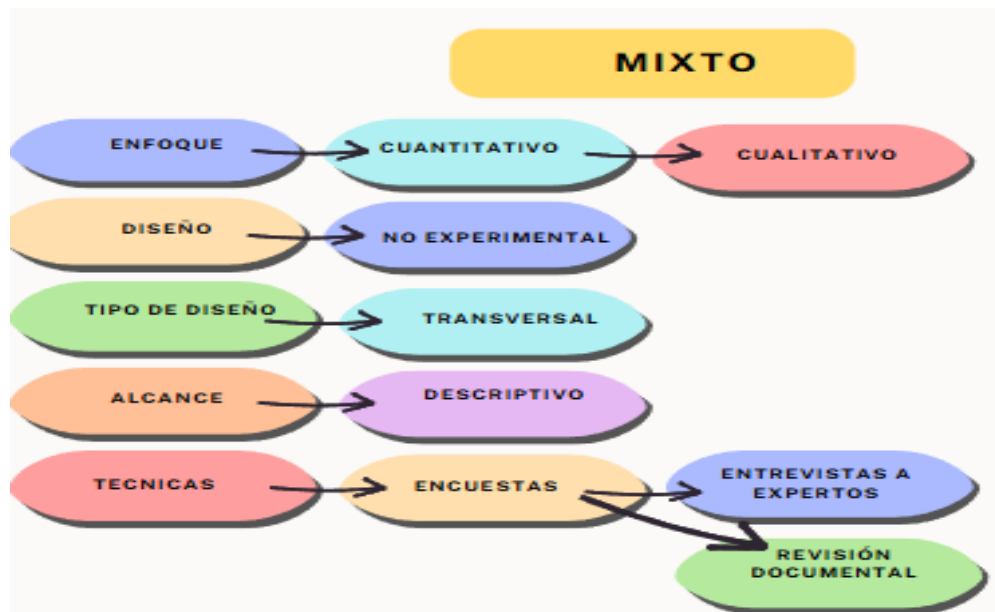 MIXTO
ENFOQUE
CUANTITATIVO
CUALITATIVO
DISEÑO
NO EXPERIMENTAL
TIPO DE DISEÑO
TRANSVERSAL
ALCANCE
DESCRIPTIVO
TECNICAS
ENCUESTAS
ENTREVISTAS A
EXPERTOS
REVISIÓN
DOCUMENTAL